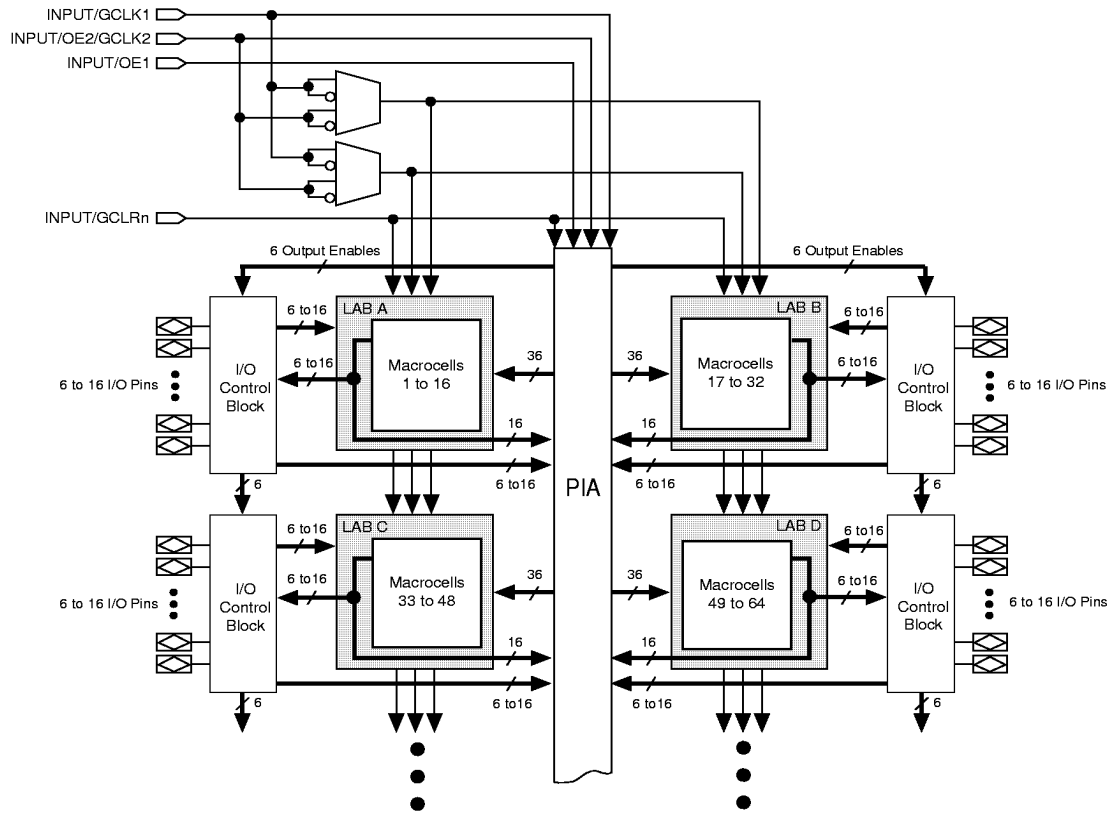 INPUT/GCLK1
INPUT/OE2/GCLK2
INPUT/OE1
INPUT/GCLRn
6 Output Enables
6 Output Enables
6 to16
LAB A
LAB B
6 to16
I/O
Control
Block
6 to16
Macrocells
1 to 16
36
36
Macrocells
17 to 32
6 to16
I/O
Control
Block
6 to 16 I/O Pins
6 to 16 I/O Pins
16
16
6 to16
6 to16
PIA
6
6
6 to16
LAB C
LAB D
6 to16
I/O
Control
Block
6 to16
Macrocells
33 to 48
36
36
Macrocells
49 to 64
6 to16
I/O
Control
Block
6 to 16 I/O Pins
6 to 16 I/O Pins
16
16
6 to16
6 to16
6
6